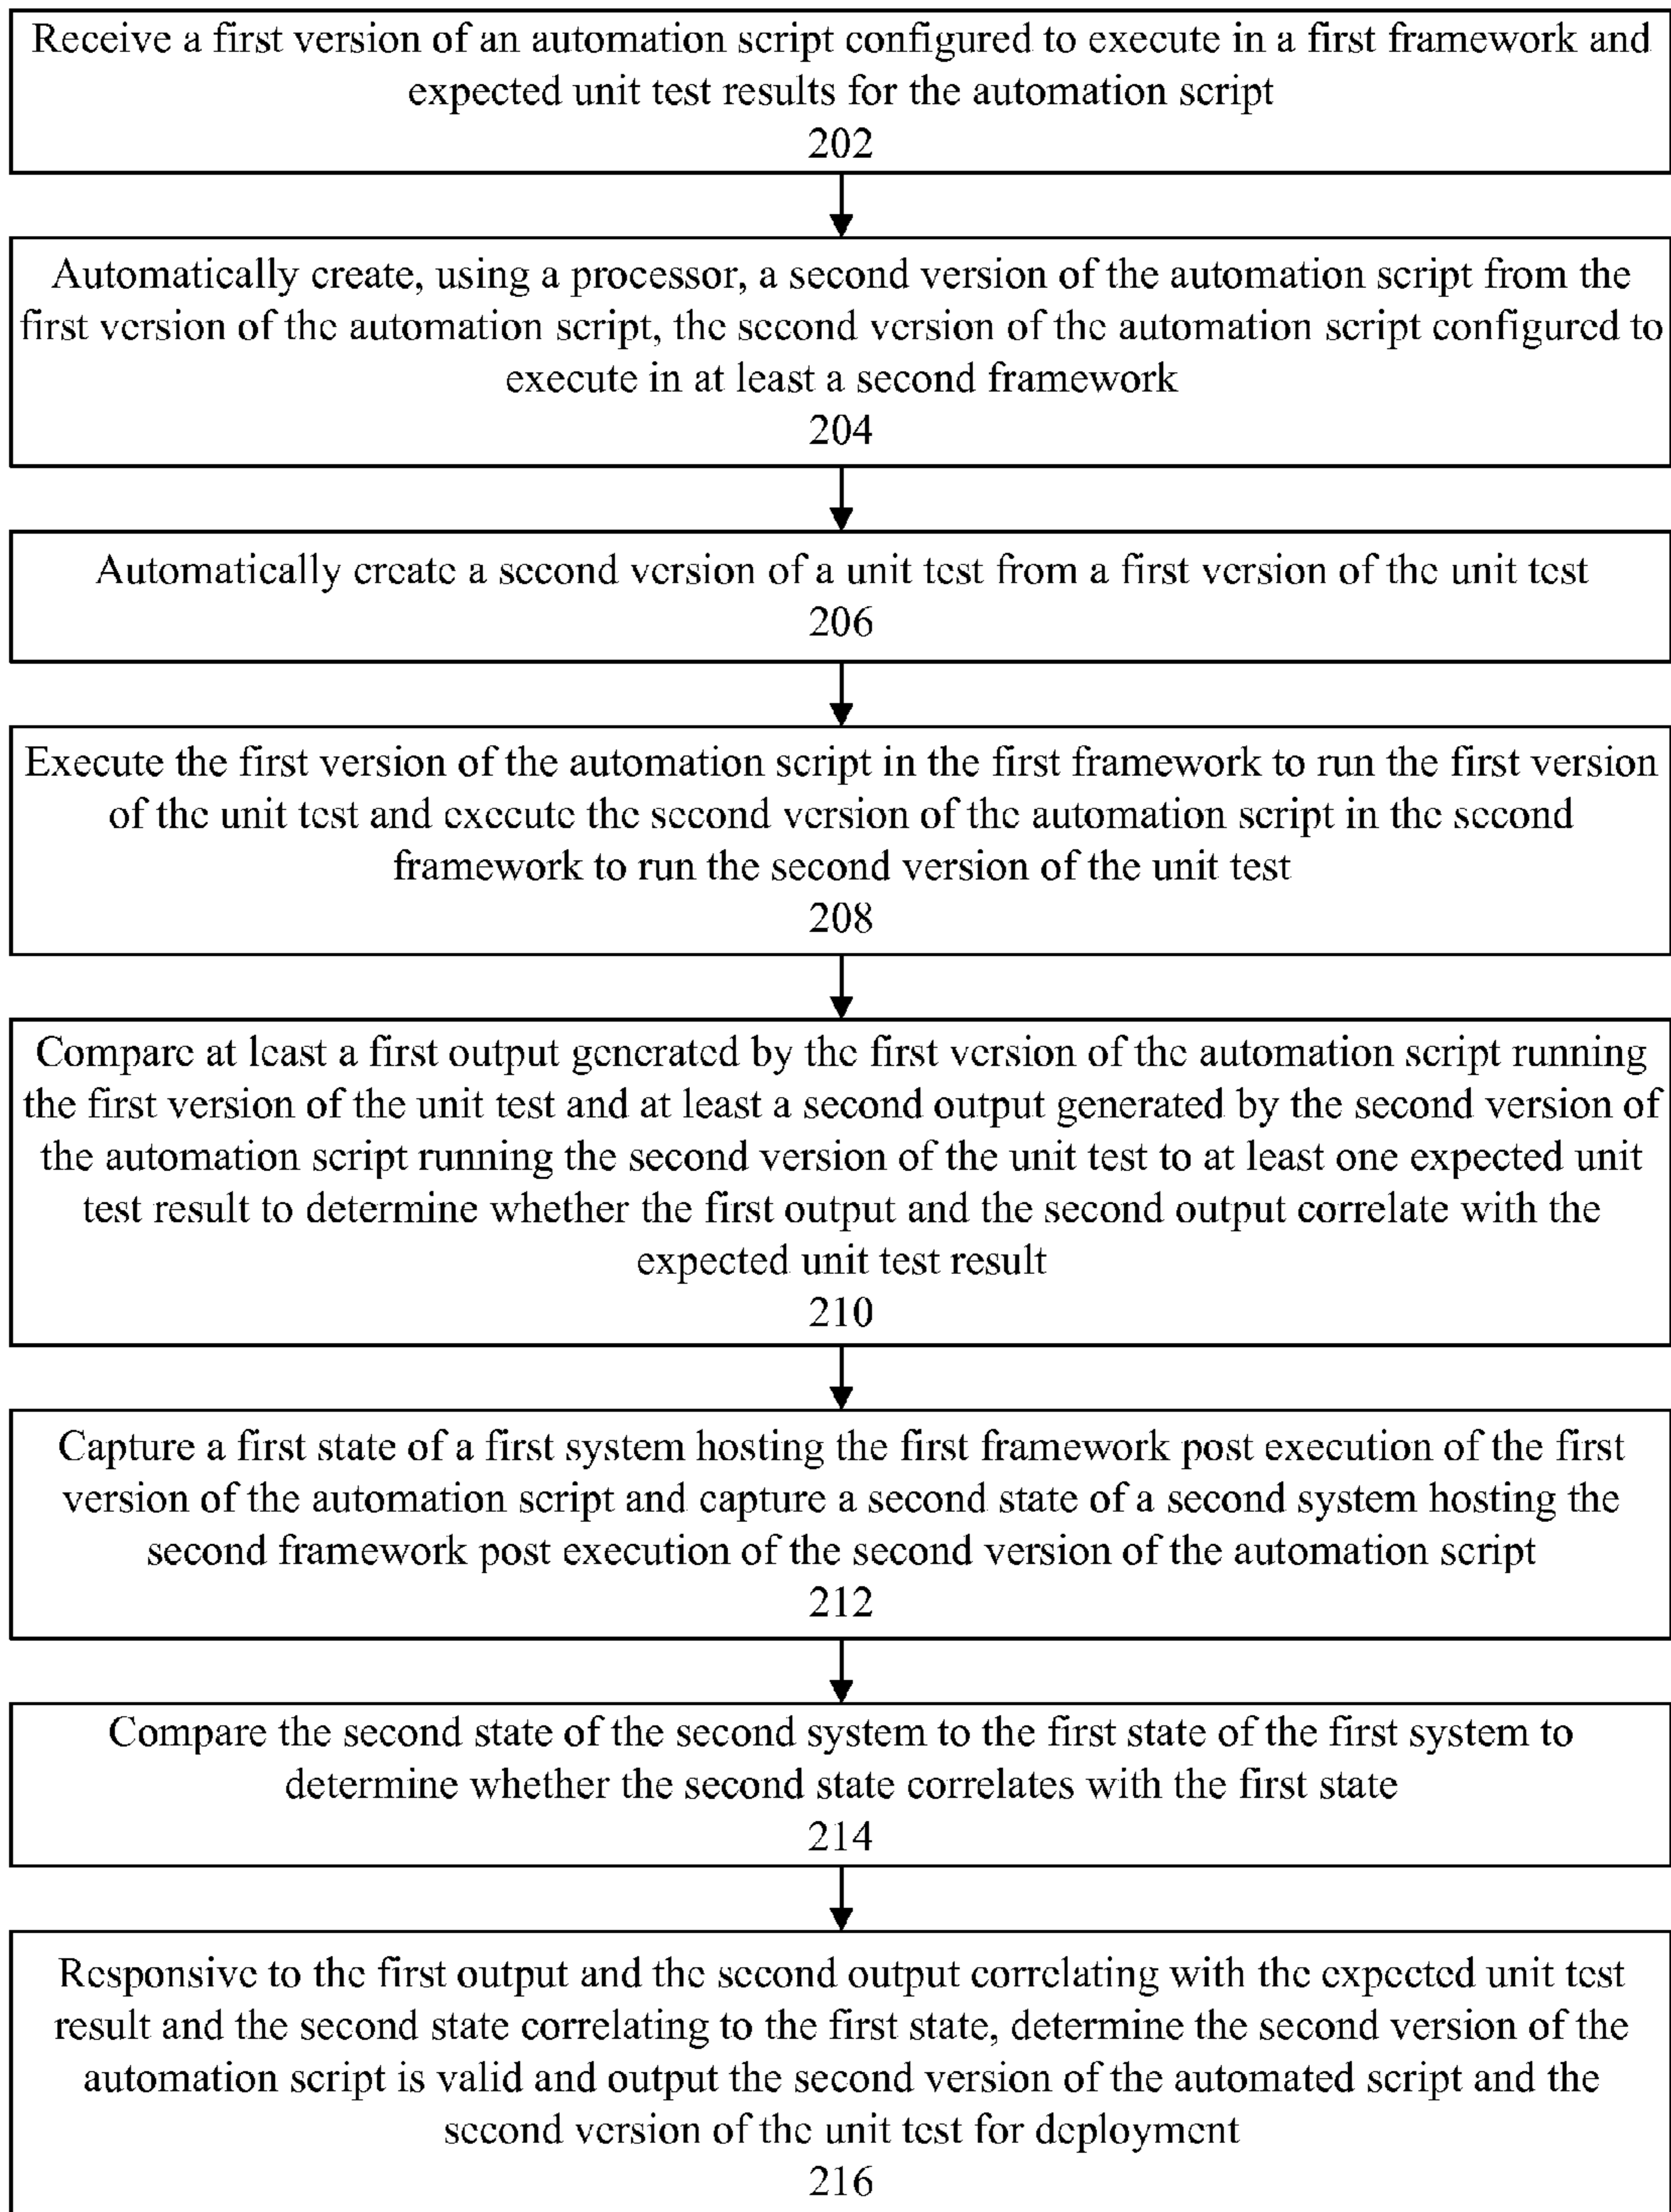 Receive a first version of an automation script configured to execute in a first framework and
expected unit test results for the automation script
202
Automatically create, using a processor, a second version of the automation script from the
first version of the automation script, the second version of the automation script configured to
execute in at least a second framework
204
Automatically create a second version of a unit test from a first version of the unit test
206
Execute the first version of the automation script in the first framework to run the first version
of the unit test and execute the second version of the automation script in the second
framework to run the second version of the unit test
208
Compare at least a first output generated by the first version of the automation script running
the first version of the unit test and at least a second output generated by the second version of
the automation script running the second version of the unit test to at least one expected unit
test result to determine whether the first output and the second output correlate with the
expected unit test result
210
Capture a first state of a first system hosting the first framework post execution of the first
version of the automation script and capture a second state of a second system hosting the
second framework post execution of the second version of the automation script
212
Compare the second state of the second system to the first state of the first system to
determine whether the second state correlates with the first state
214
Responsive to the first output and the second output correlating with the expected unit test
result and the second state correlating to the first state, determine the second version of the
automation script is valid and output the second version of the automated script and the
second version of the unit test for deployment
216